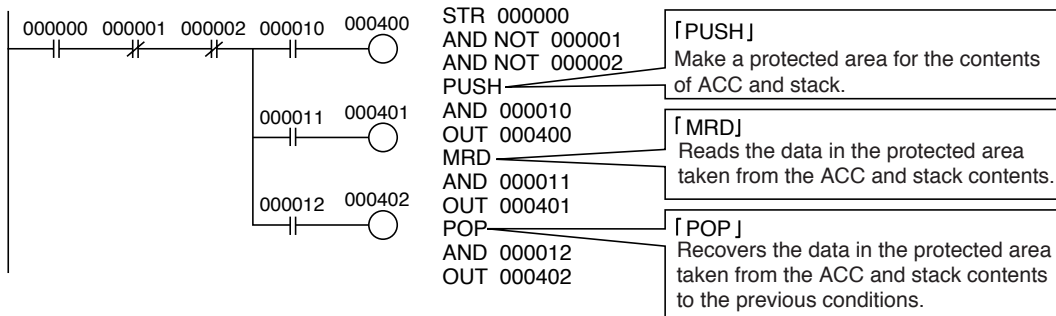 000000 000001 000002 000010 000400
000011 000401
000012 000402
STR 000000
AND NOT 000001
AND NOT 000002
PUSH
AND 000010
OUT 000400
MRD
AND 000011
OUT 000401
POP
AND 000012
OUT 000402
｢PUSH｣
Make a protected area for the contents
of ACC and stack.
｢MRD｣
Reads the data in the protected area
taken from the ACC and stack contents.
｢POP｣
Recovers the data in the protected area
taken from the ACC and stack contents
to the previous conditions.